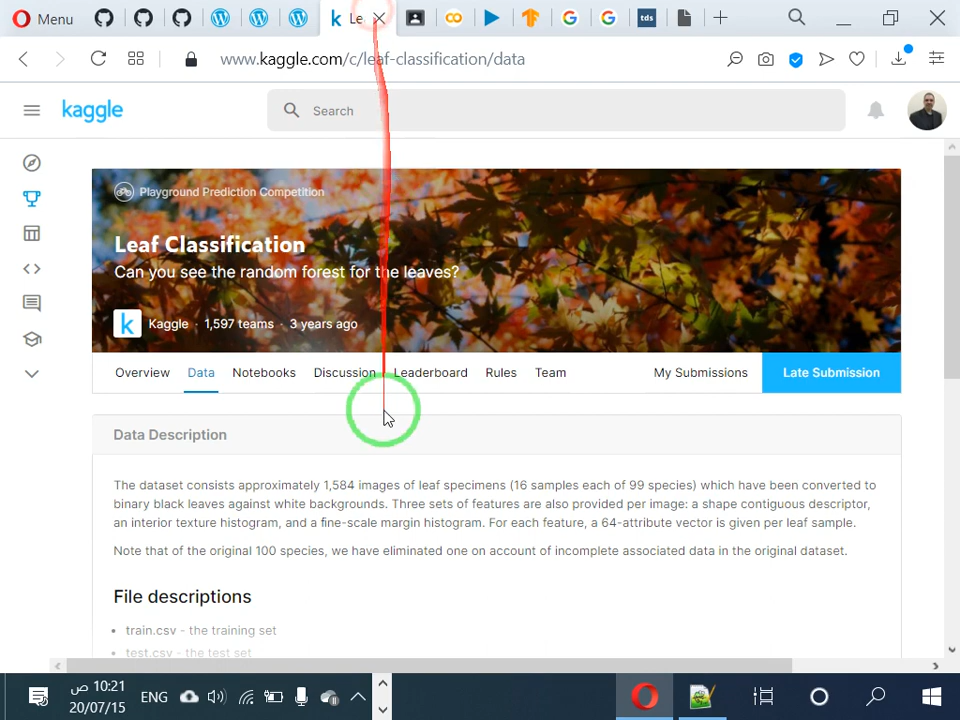 Menu
Le
tds
www.kaggle.com/c/leaf-classification/data
kaggle
Search
Playground Prediction Competition
Leaf Classification
Can you see the random forest for the leaves?
k Kaggle · 1,597 teams · 3 years ago
Overview Data Notebooks Discussion Leaderboard Rules Team My Submissions Late Submission
Data Description
The dataset consists approximately 1,584 images of leaf specimens (16 samples each of 99 species) which have been converted to
binary black leaves against white backgrounds. Three sets of features are also provided per image: a shape contiguous descriptor,
an interior texture histogram, and a fine-scale margin histogram. For each feature, a 64-attribute vector is given per leaf sample.
Note that of the original 100 species, we have eliminated one on account of incomplete associated data in the original dataset.
File descriptions
• train.csv - the training set
• test.csv - the test set
ص 10:21
20/07/15
ENG